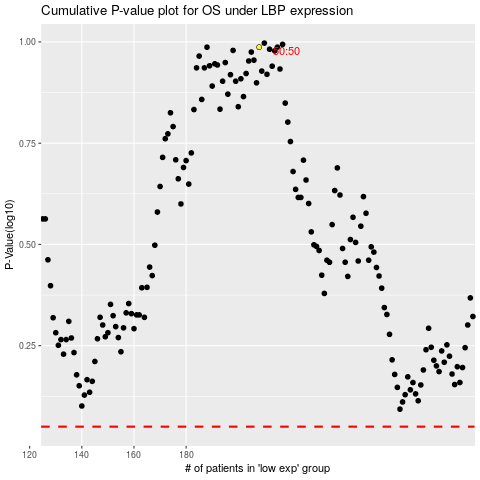 Cumulative P-value plot for OS under LBP expression
1.00
0.75
0.50
0.25
P-Value(log10)
50:50
120 140 160 180
# of patients in 'low exp' group